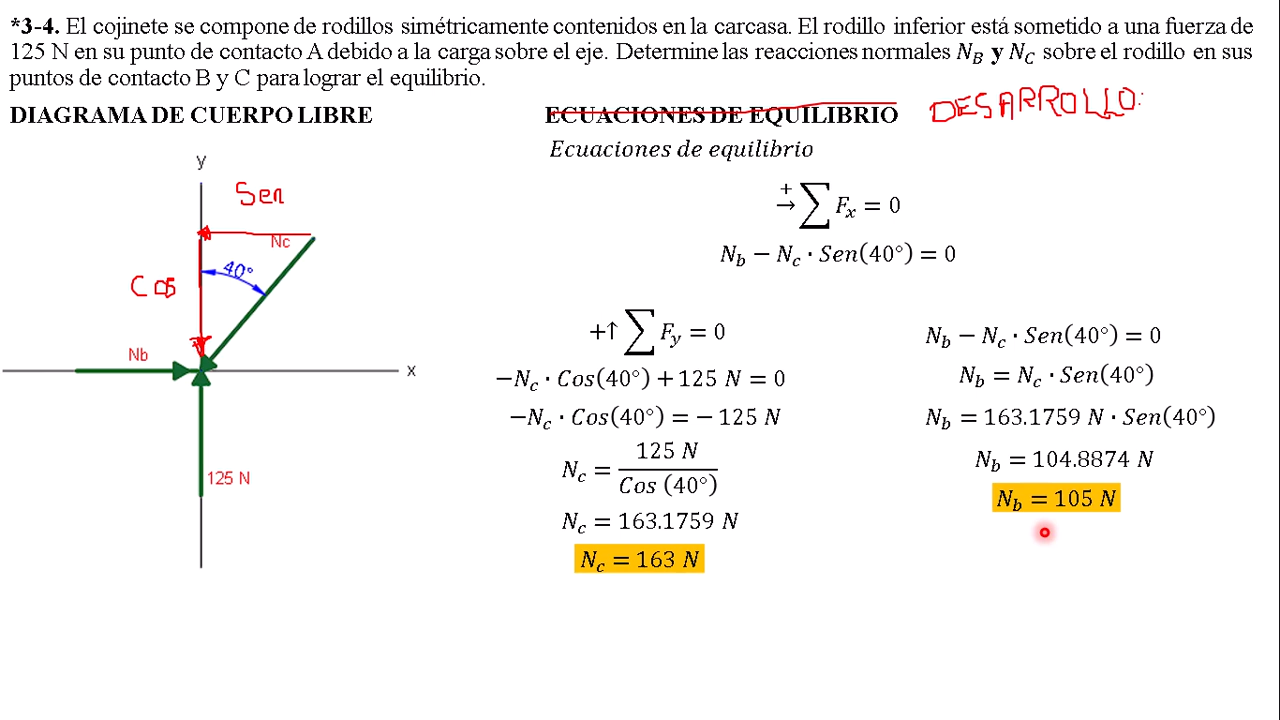 *3-4. El cojinete se compone de rodillos simétricamente contenidos en la carcasa. El rodillo inferior está sometido a una fuerza de
125 N en su punto de contacto A debido a la carga sobre el eje. Determine las reacciones normales N_B y N_C sobre el rodillo en sus
puntos de contacto B y C para lograr el equilibrio.
DIAGRAMA DE CUERPO LIBRE
ECUACIONES DE EQUILIBRIO
DESARROLLO:
y
Sen
Nc
40°
Cos
Nb
x
125 N
Ecuaciones de equilibrio
+→ ∑ F_x = 0
N_b − N_c · Sen(40°) = 0
+↑ ∑ F_y = 0
−N_c · Cos(40°) + 125 N = 0
−N_c · Cos(40°) = − 125 N
N_c = 125 N / Cos (40°)
N_c = 163.1759 N
N_c = 163 N
N_b − N_c · Sen(40°) = 0
N_b = N_c · Sen(40°)
N_b = 163.1759 N · Sen(40°)
N_b = 104.8874 N
N_b = 105 N